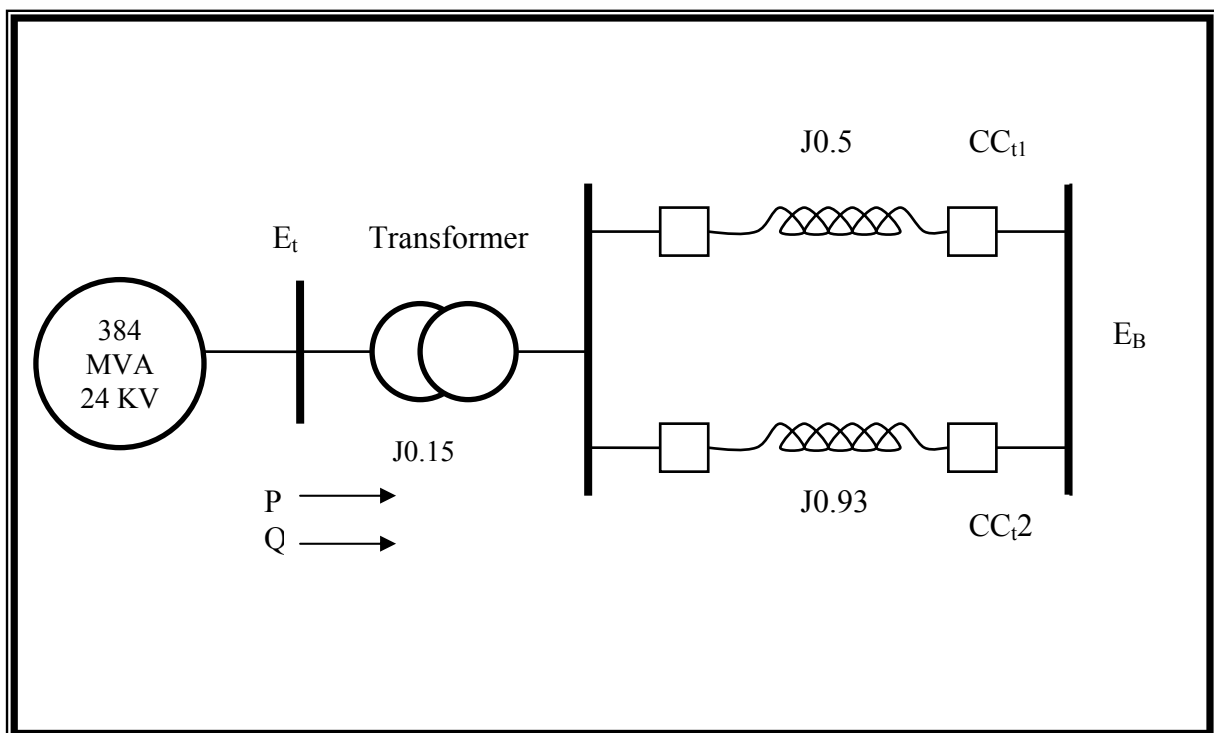 J0.5
CCt1
Et
Transformer
384
MVA
24 KV
EB
J0.15
P
Q
J0.93
CCt2